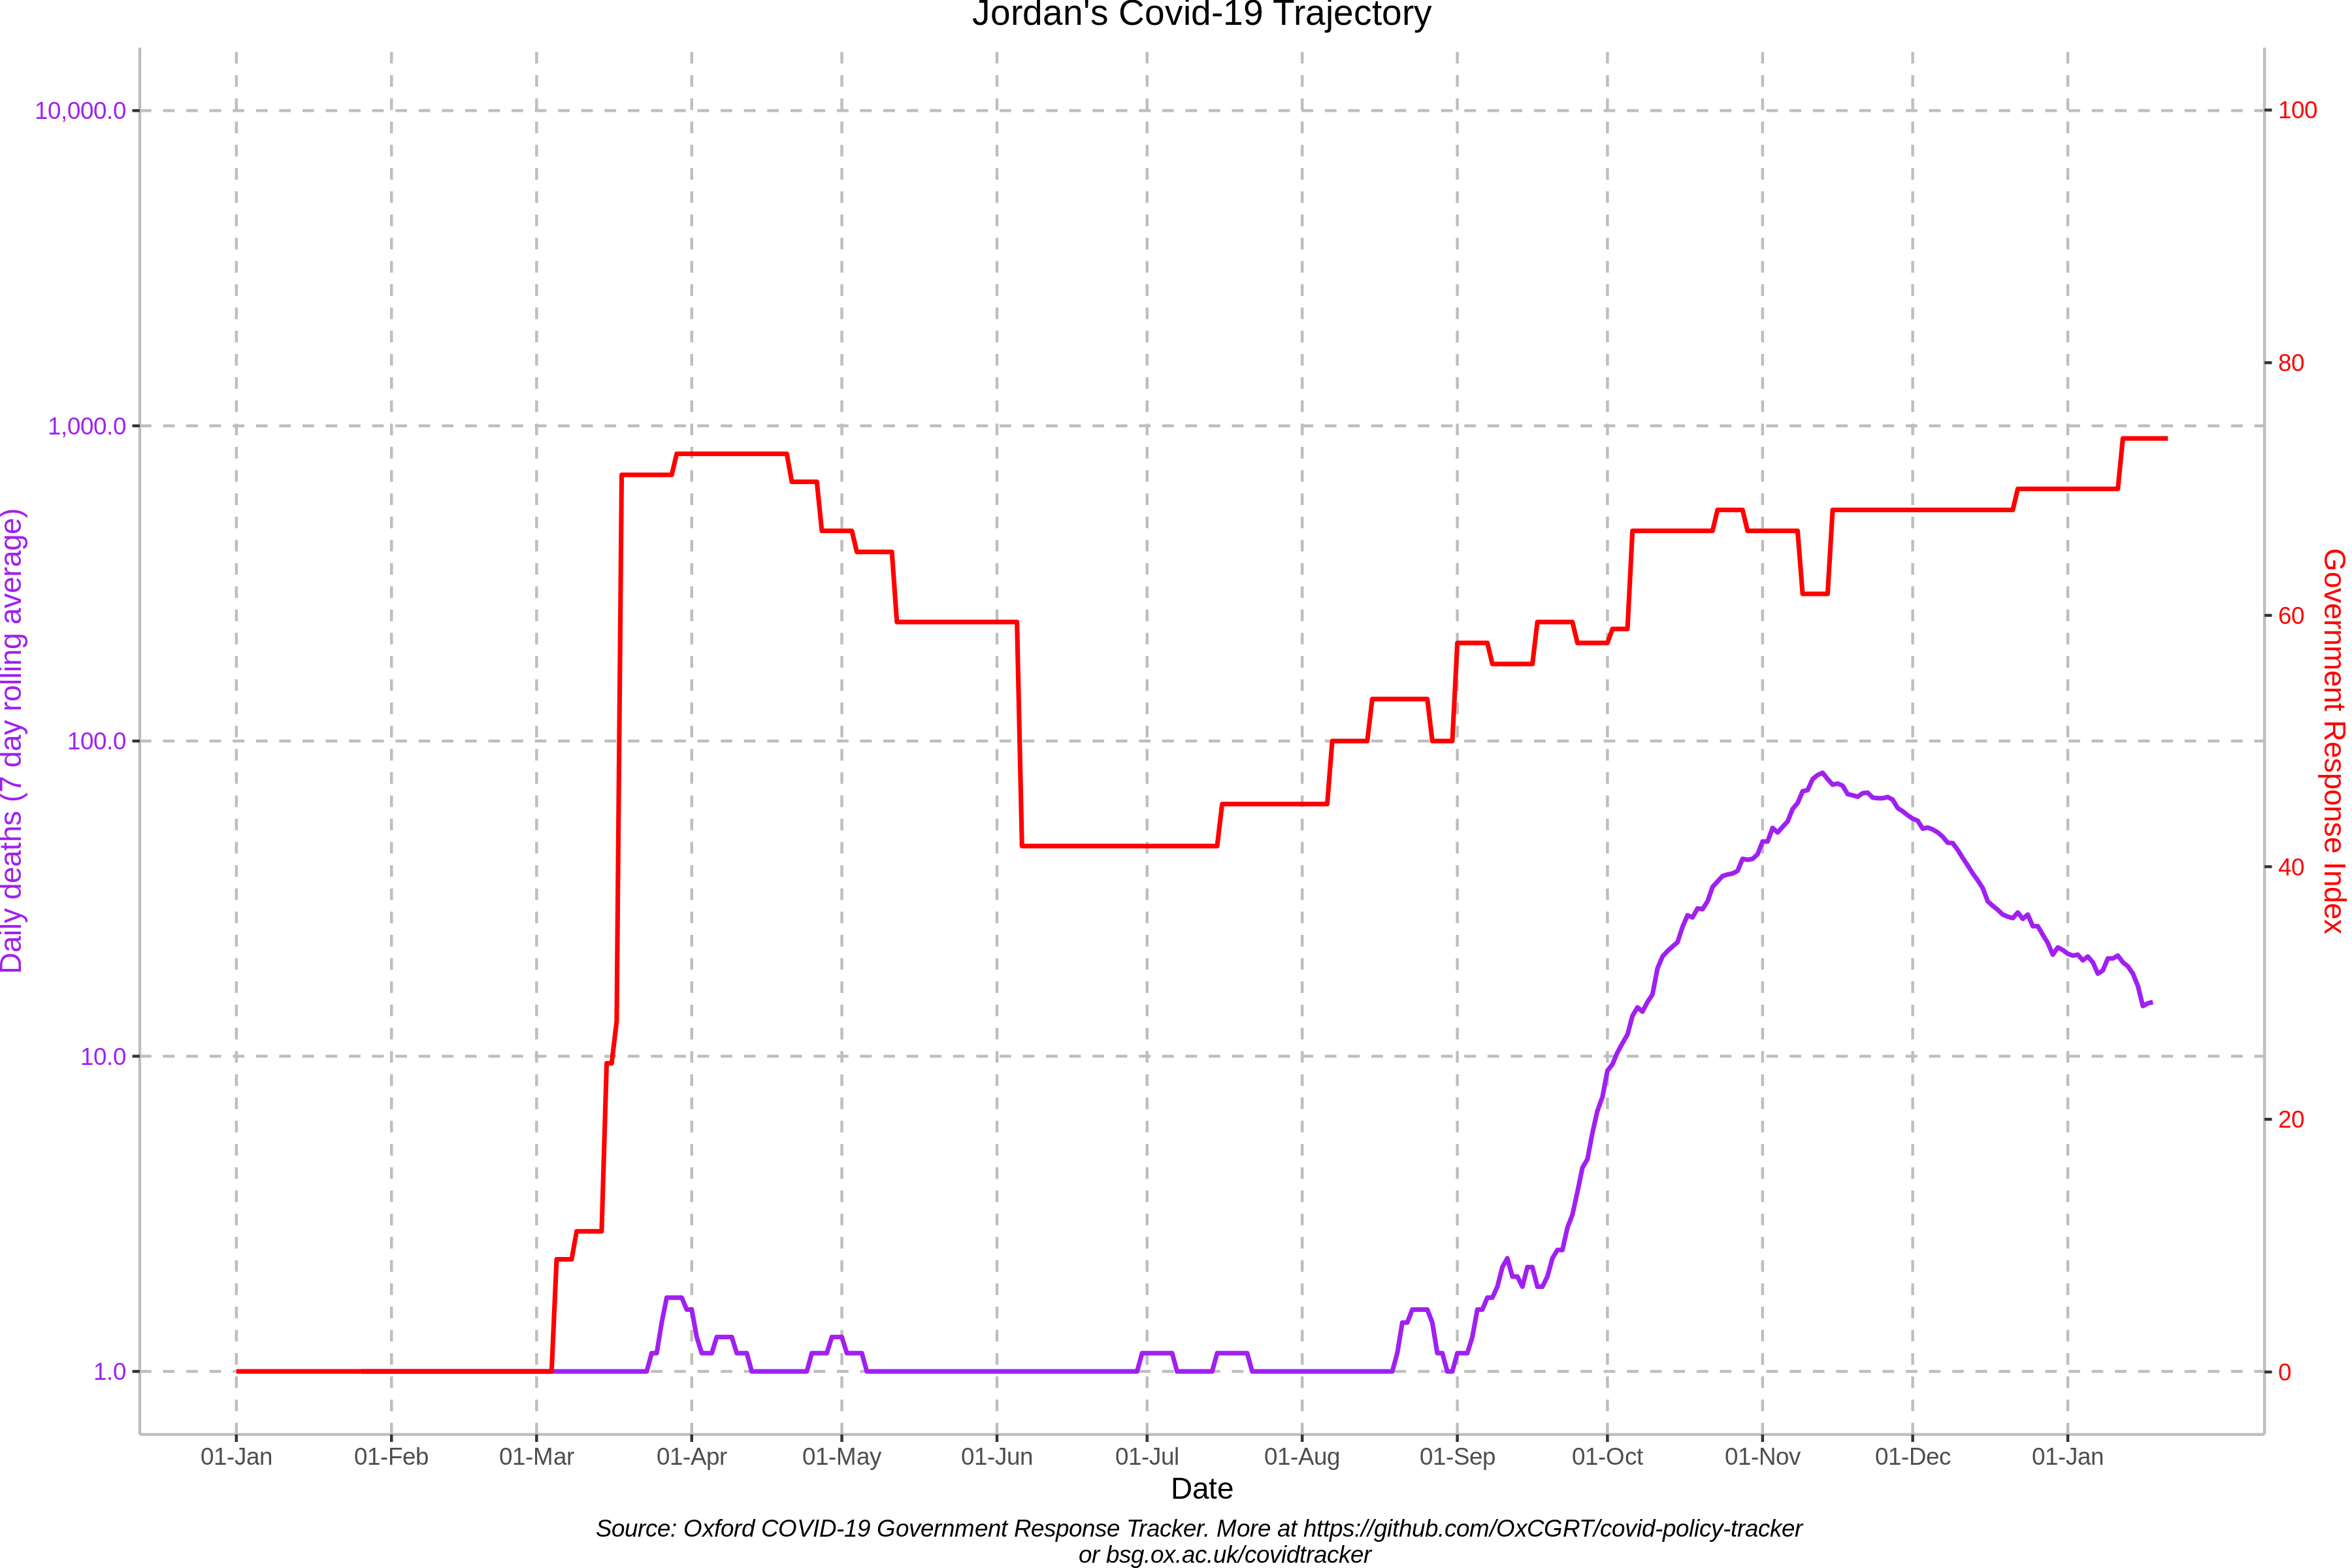 Jordan's Covid-19 Trajectory
10,000.0
1,000.0
100.0
10.0
1.0
Daily deaths (7 day rolling average)
100
80
60
40
20
0
Government Response Index
01-Jan 01-Feb 01-Mar 01-Apr 01-May 01-Jun 01-Jul 01-Aug 01-Sep 01-Oct 01-Nov 01-Dec 01-Jan
Date
Source: Oxford COVID-19 Government Response Tracker. More at https://github.com/OxCGRT/covid-policy-tracker
or bsg.ox.ac.uk/covidtracker